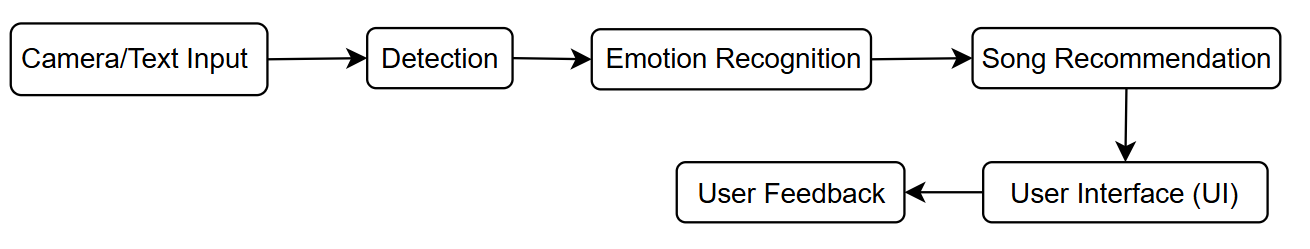 Camera/Text Input
Detection
Emotion Recognition
Song Recommendation
User Feedback
User Interface (UI)